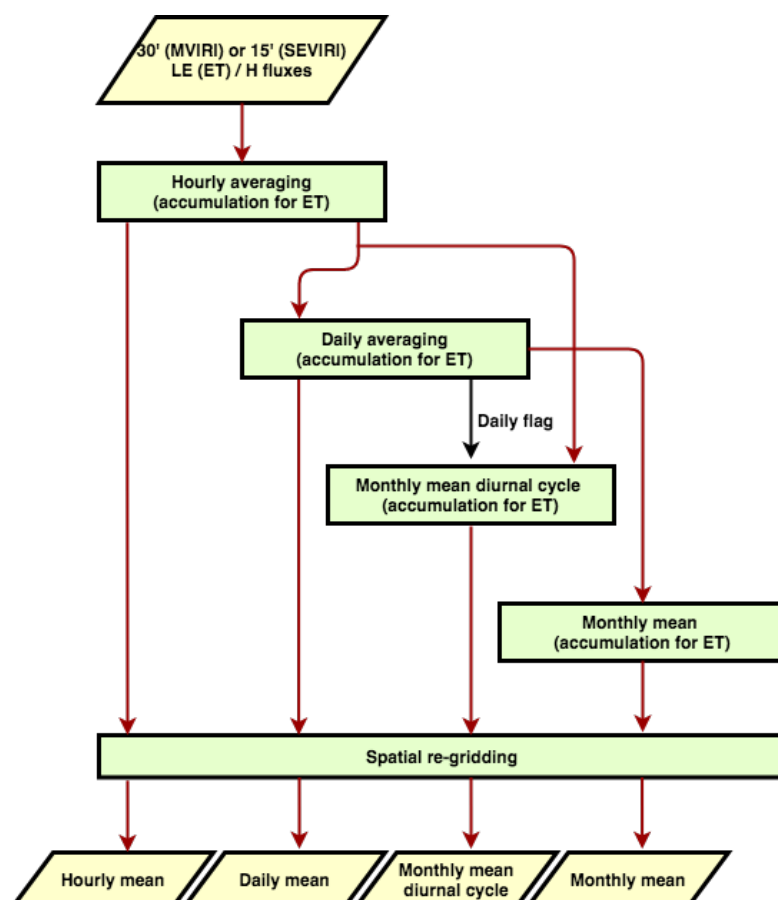 30' (MVIRI) or 15' (SEVIRI)
LE (ET) / H fluxes
Hourly averaging
(accumulation for ET)
Daily averaging
(accumulation for ET)
Daily flag
Monthly mean diurnal cycle
(accumulation for ET)
Monthly mean
(accumulation for ET)
Spatial re-gridding
Hourly mean
Daily mean
Monthly mean
diurnal cycle
Monthly mean